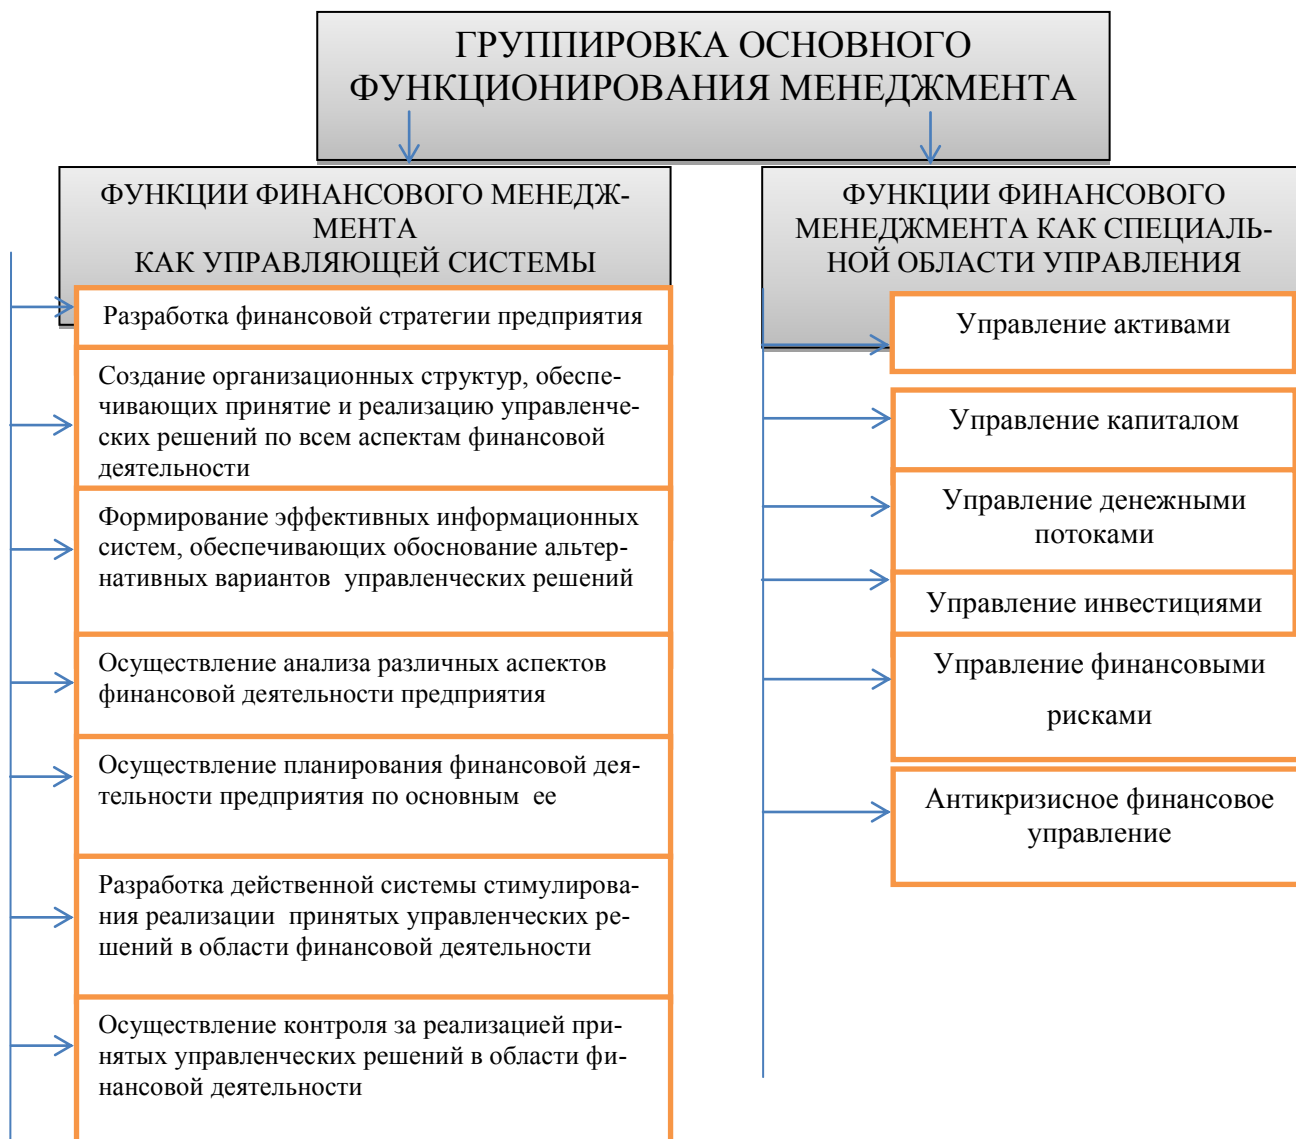 ГРУППИРОВКА ОСНОВНОГО
ФУНКЦИОНИРОВАНИЯ МЕНЕДЖМЕНТА
ФУНКЦИИ ФИНАНСОВОГО МЕНЕДЖ-
МЕНТА
КАК УПРАВЛЯЮЩЕЙ СИСТЕМЫ
Разработка финансовой стратегии предприятия
Создание организационных структур, обеспе-
чивающих принятие и реализацию управленче-
ских решений по всем аспектам финансовой
деятельности
Формирование эффективных информационных
систем, обеспечивающих обоснование альтер-
нативных вариантов управленческих решений
Осуществление анализа различных аспектов
финансовой деятельности предприятия
Осуществление планирования финансовой дея-
тельности предприятия по основным ее
Разработка действенной системы стимулирова-
ния реализации принятых управленческих ре-
шений в области финансовой деятельности
Осуществление контроля за реализацией при-
нятых управленческих решений в области фи-
нансовой деятельности
ФУНКЦИИ ФИНАНСОВОГО
МЕНЕДЖМЕНТА КАК СПЕЦИАЛЬ-
НОЙ ОБЛАСТИ УПРАВЛЕНИЯ
Управление активами
Управление капиталом
Управление денежными
потоками
Управление инвестициями
Управление финансовыми
рисками
Антикризисное финансовое
управление